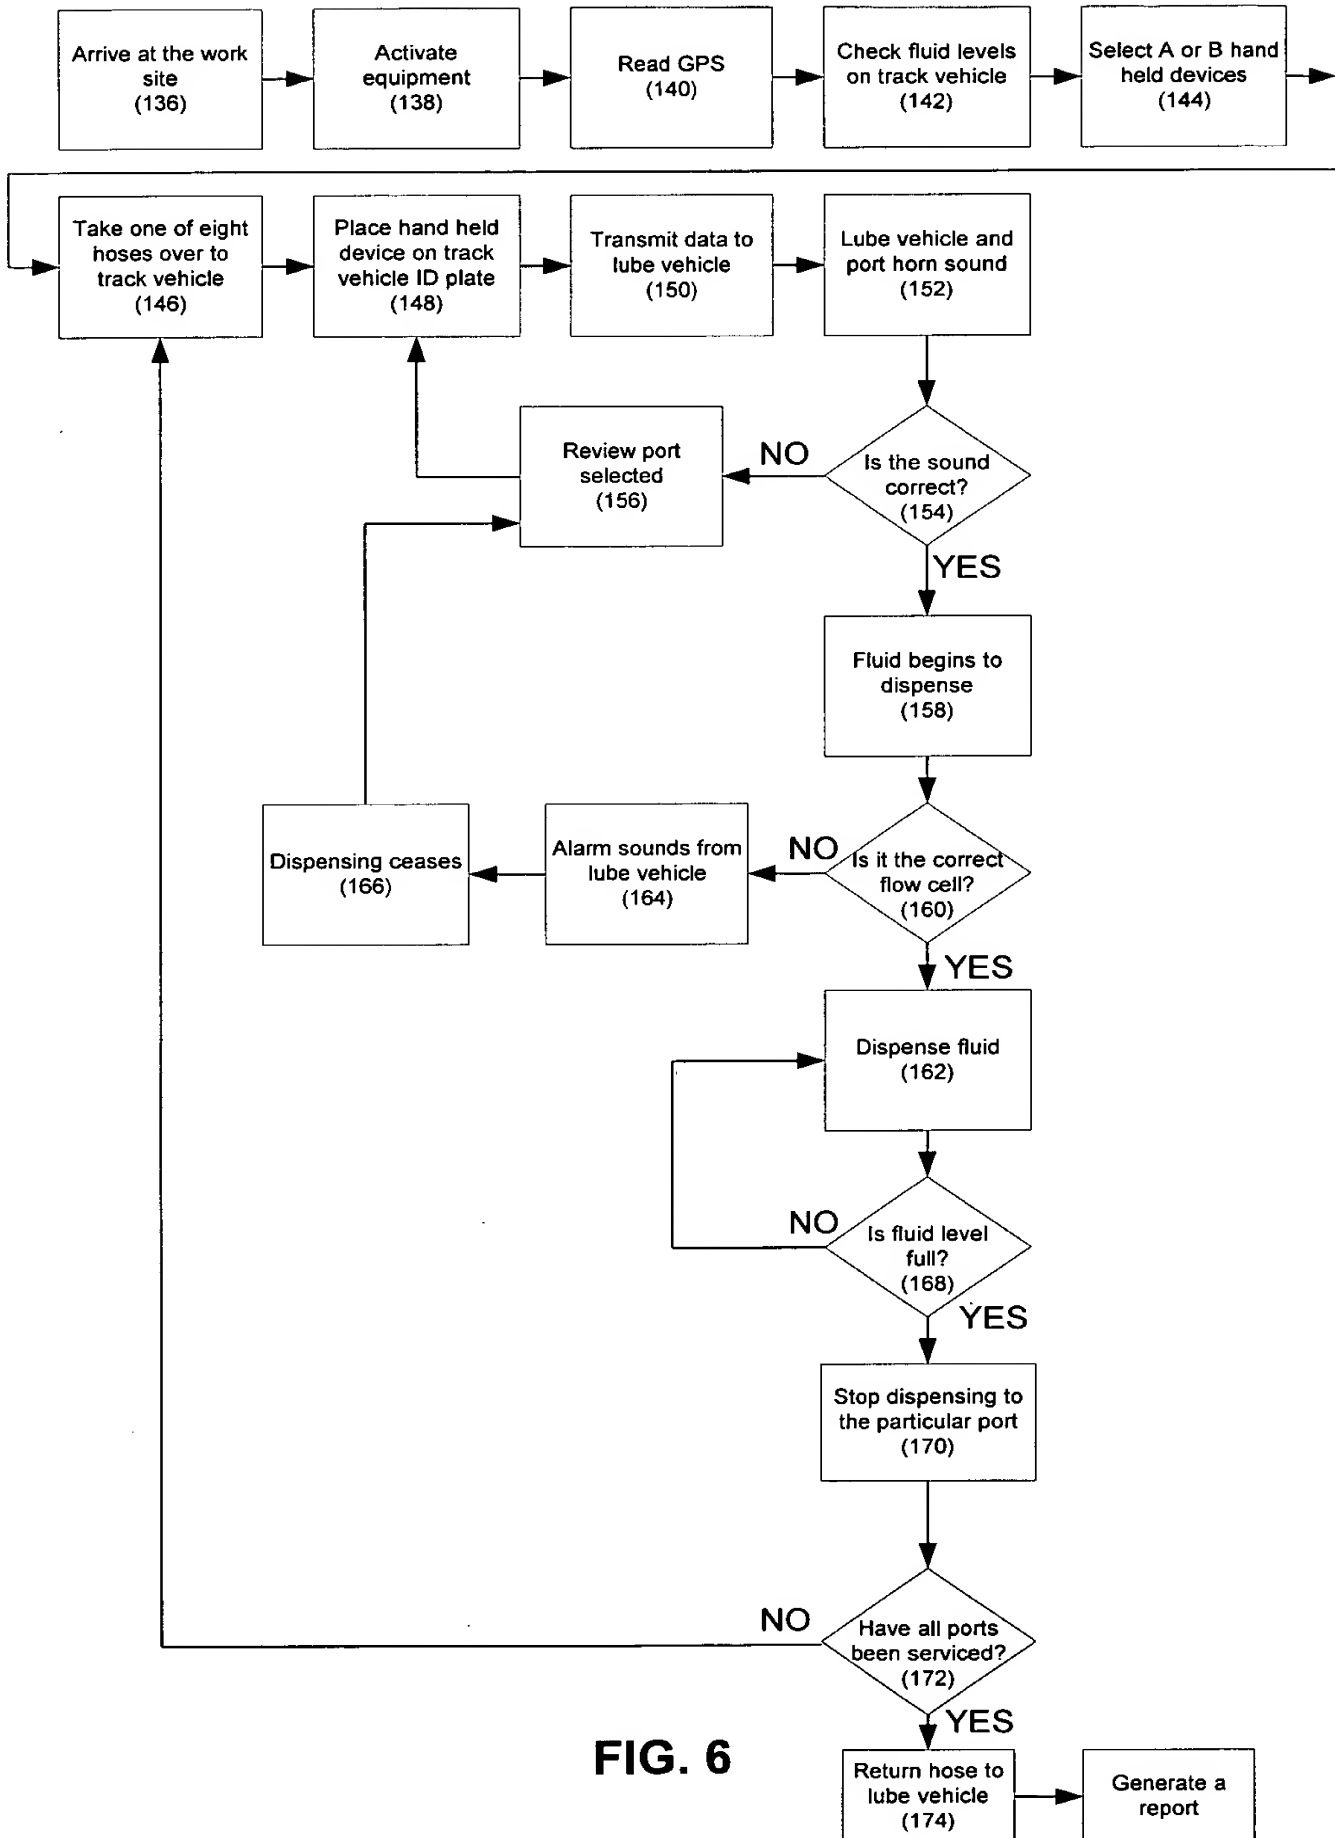 Arrive at the work
site
(136)
Activate
equipment
(138)
Read GPS
(140)
Check fluid levels
on track vehicle
(142)
Select A or B hand
held devices
(144)
Take one of eight
hoses over to
track vehicle
(146)
Place hand held
device on track
vehicle ID plate
(148)
Transmit data to
lube vehicle
(150)
Lube vehicle and
port horn sound
(152)
Is the sound
correct?
(154)
NO
Review port
selected
(156)
YES
Fluid begins to
dispense
(158)
Is it the correct
flow cell?
(160)
NO
Alarm sounds from
lube vehicle
(164)
Dispensing ceases
(166)
YES
Dispense fluid
(162)
Is fluid level
full?
(168)
NO
YES
Stop dispensing to
the particular port
(170)
Have all ports
been serviced?
(172)
NO
YES
Return hose to
lube vehicle
(174)
Generate a
report
FIG. 6